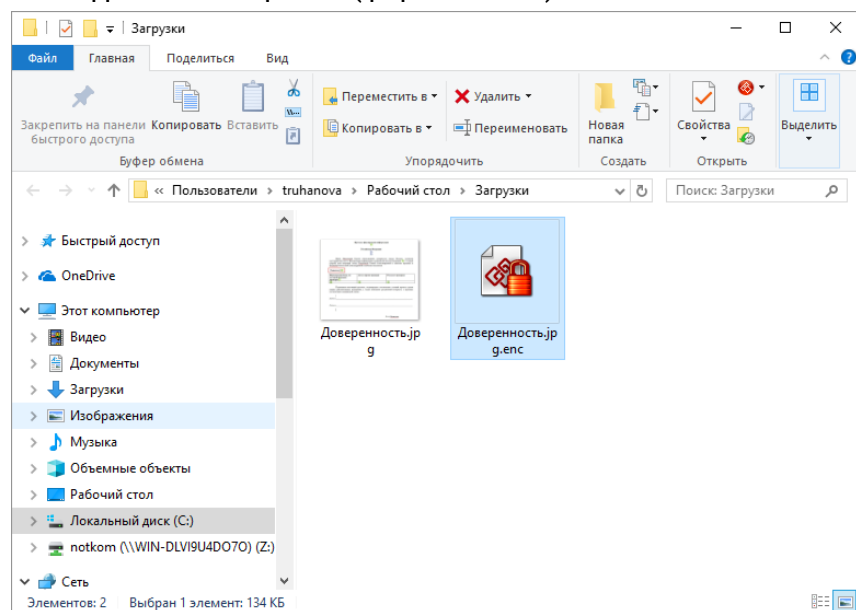 Загрузки
Файл Главная Поделиться Вид
Закрепить на панели быстрого доступа
Копировать
Вставить
Переместить в
Копировать в
Удалить
Переименовать
Новая папка
Свойства
Выделить
Буфер обмена Упорядочить Создать Открыть
« Пользователи > truhanova > Рабочий стол > Загрузки
Поиск: Загрузки
Быстрый доступ
OneDrive
Этот компьютер
Видео
Документы
Загрузки
Изображения
Музыка
Объемные объекты
Рабочий стол
Локальный диск (C:)
notkom (\\WIN-DLVI9U4DO7O) (Z:)
Сеть
Доверенность.jp
g
Доверенность.jp
g.enc
Элементов: 2 Выбран 1 элемент: 134 КБ